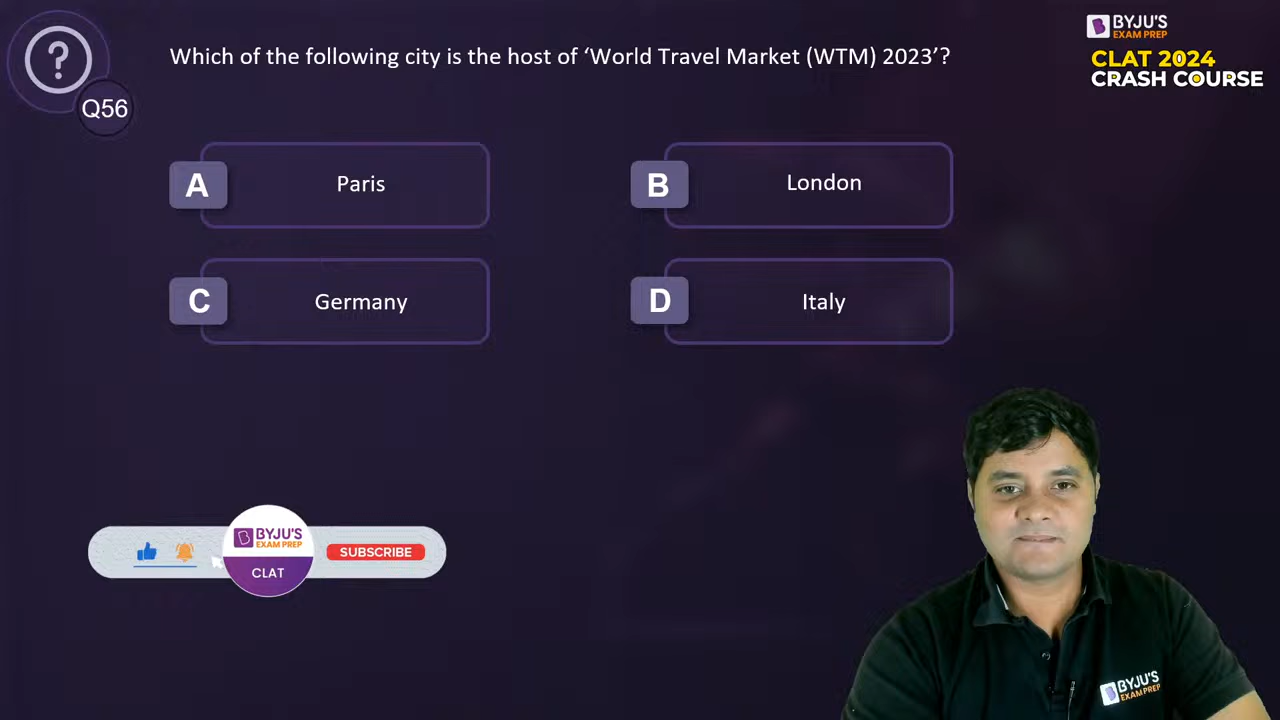 ?
Q56
Which of the following city is the host of ‘World Travel Market (WTM) 2023’?
BYJU'S
EXAM PREP
CLAT 2024
CRASH COURSE
A
Paris
B
London
C
Germany
D
Italy
BYJU'S
EXAM PREP
CLAT
SUBSCRIBE
BYJU'S
EXAM PREP